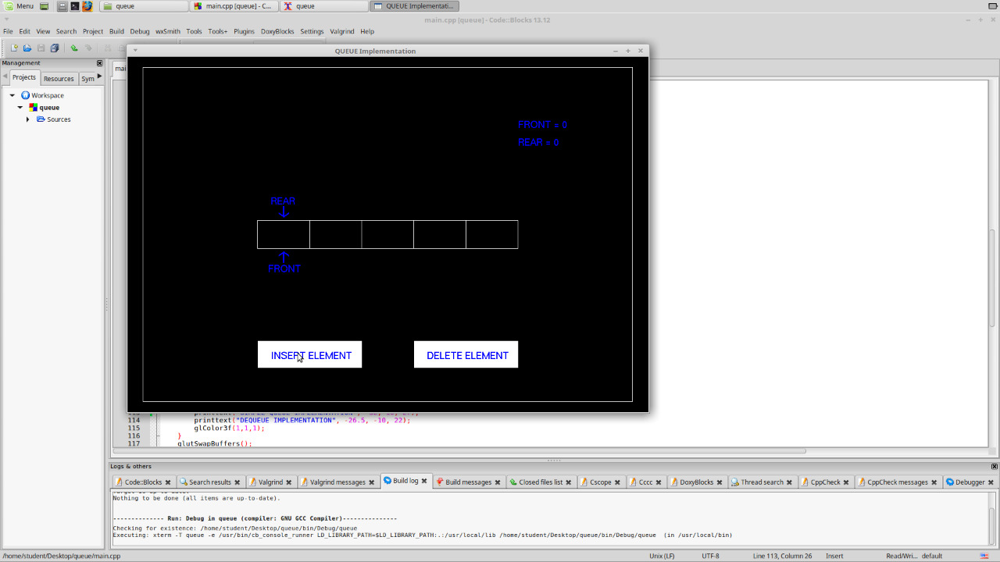 Menu
queue
main.cpp [queue] - C...
queue
QUEUE Implementati...
main.cpp [queue] - Code::Blocks 13.12
File Edit View Search Project Build Debug wxSmith Tools Tools+ Plugins DoxyBlocks Settings Valgrind Help
Management
Projects Resources Sym
Workspace
queue
Sources
mai
QUEUE Implementation
FRONT = 0
REAR = 0
REAR
FRONT
INSERT ELEMENT DELETE ELEMENT
114 printtext("DEQUEUE IMPLEMENTATION", -26.5, -10, 22);
115 glColor3f(1,1,1);
116 }
117 glutSwapBuffers();
Logs & others
Code::Blocks Search results Valgrind Valgrind messages Build log Build messages Closed files list Cscope Cccc DoxyBlocks Thread search CppCheck CppCheck messages Debugger
Nothing to be done (all items are up-to-date).
------------- Run: Debug in queue (compiler: GNU GCC Compiler)---------------
Checking for existence: /home/student/Desktop/queue/bin/Debug/queue
Executing: xterm -T queue -e /usr/bin/cb_console_runner LD_LIBRARY_PATH=$LD_LIBRARY_PATH:.:/usr/local/lib /home/student/Desktop/queue/bin/Debug/queue (in /usr/local/bin)
/home/student/Desktop/queue/main.cpp Unix (LF) UTF-8 Line 113, Column 26 Insert Read/Wri... default